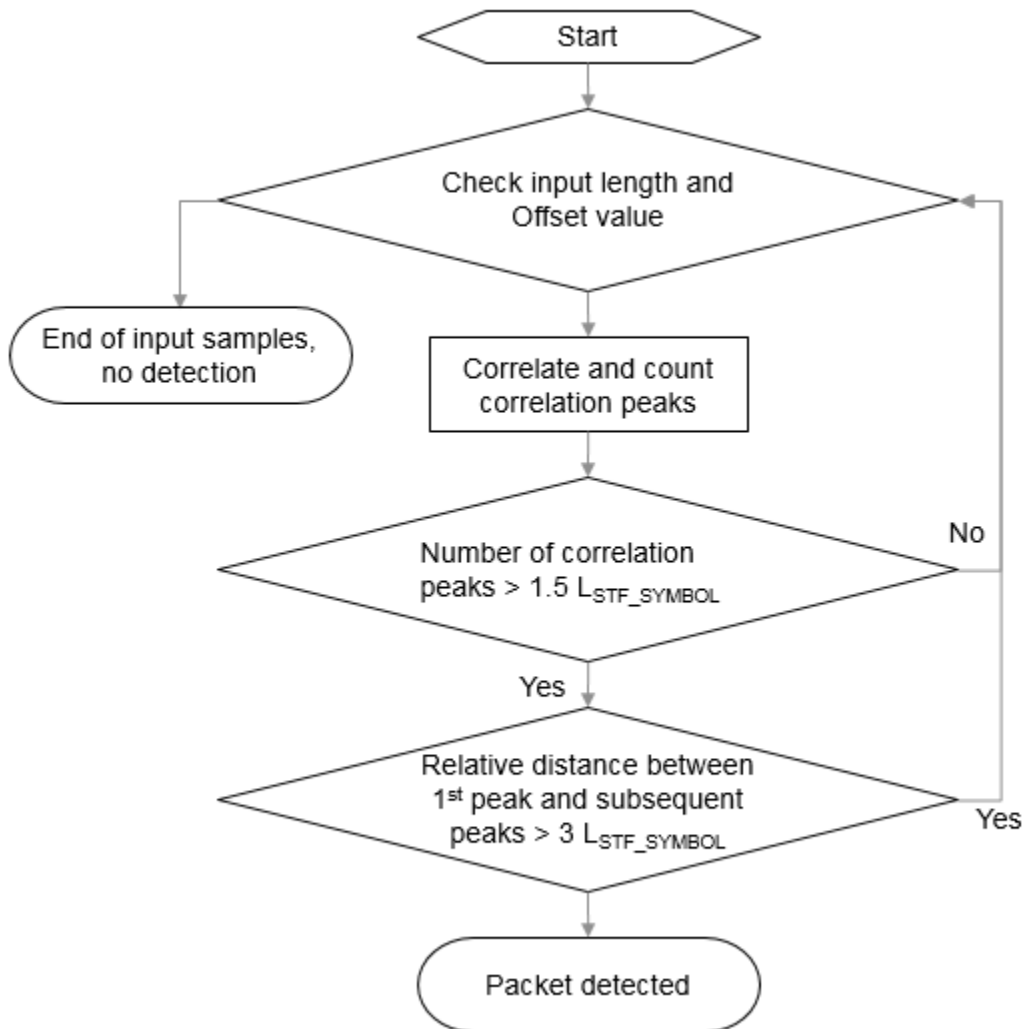 Start
Check input length and
Offset value
End of input samples,
no detection
Correlate and count
correlation peaks
Number of correlation
peaks > 1.5 L_STF_SYMBOL
No
Yes
Relative distance between
1st peak and subsequent
peaks > 3 L_STF_SYMBOL
Yes
Packet detected